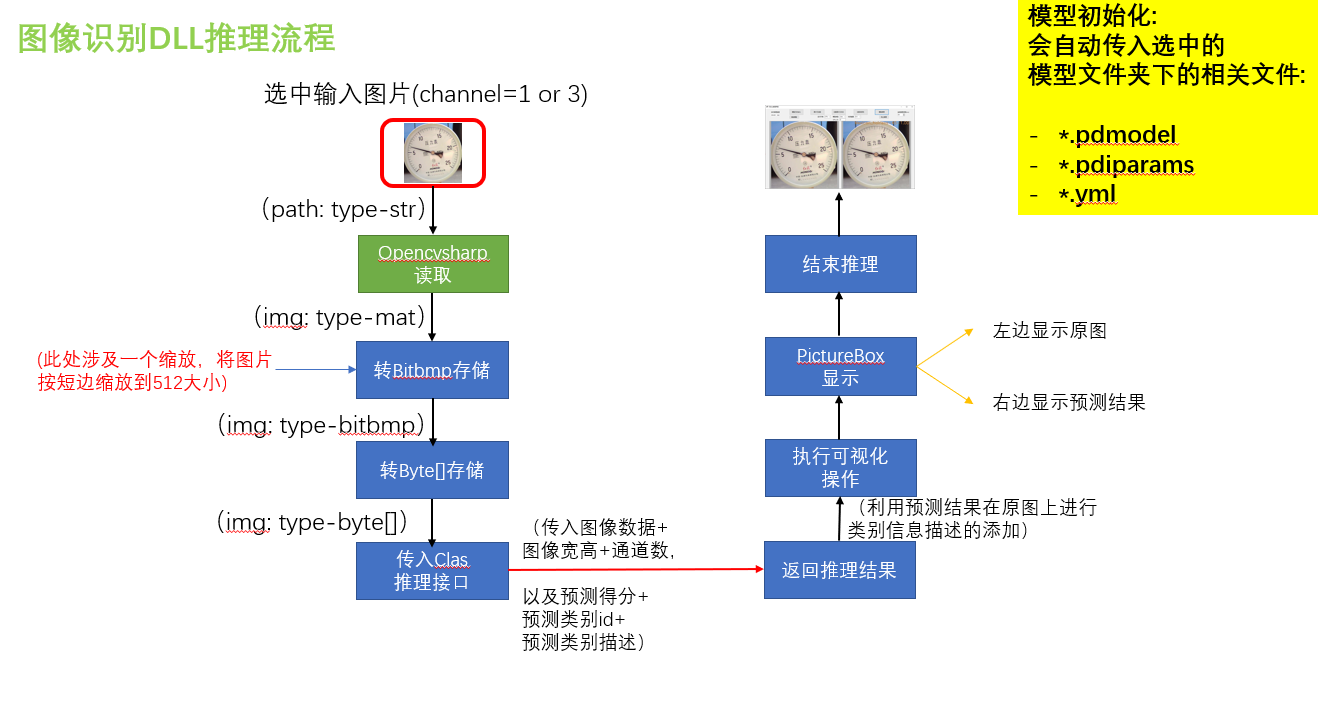 图像识别DLL推理流程
模型初始化:
会自动传入选中的
模型文件夹下的相关文件:
- *.pdmodel
- *.pdiparams
- *.yml
选中输入图片(channel=1 or 3)
（path: type-str）
Opencvsharp
读取
（img: type-mat）
(此处涉及一个缩放，将图片
按短边缩放到512大小)
转Bitbmp存储
（img: type-bitbmp）
转Byte[]存储
（img: type-byte[]）
传入Clas
推理接口
（传入图像数据+
图像宽高+通道数,
以及预测得分+
预测类别id+
预测类别描述）
返回推理结果
（利用预测结果在原图上进行
类别信息描述的添加）
执行可视化
操作
PictureBox
显示
左边显示原图
右边显示预测结果
结束推理